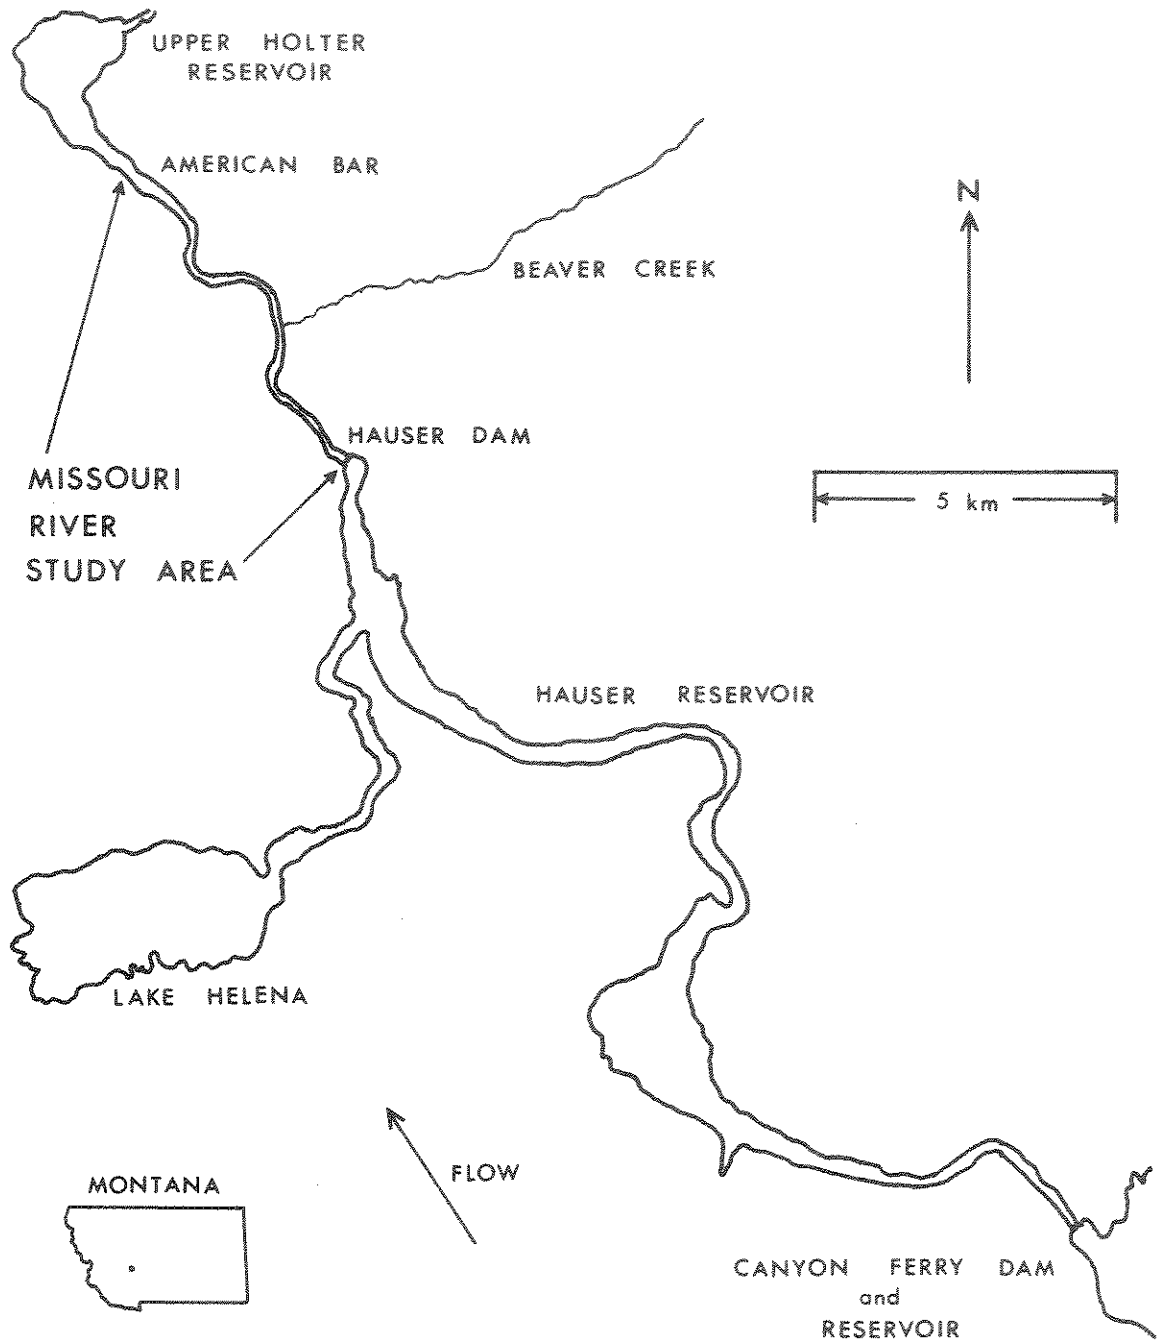 UPPER HOLTER
RESERVOIR
AMERICAN BAR
N
BEAVER CREEK
HAUSER DAM
MISSOURI
RIVER
STUDY AREA
5 km
HAUSER RESERVOIR
LAKE HELENA
FLOW
MONTANA
CANYON FERRY DAM
and
RESERVOIR